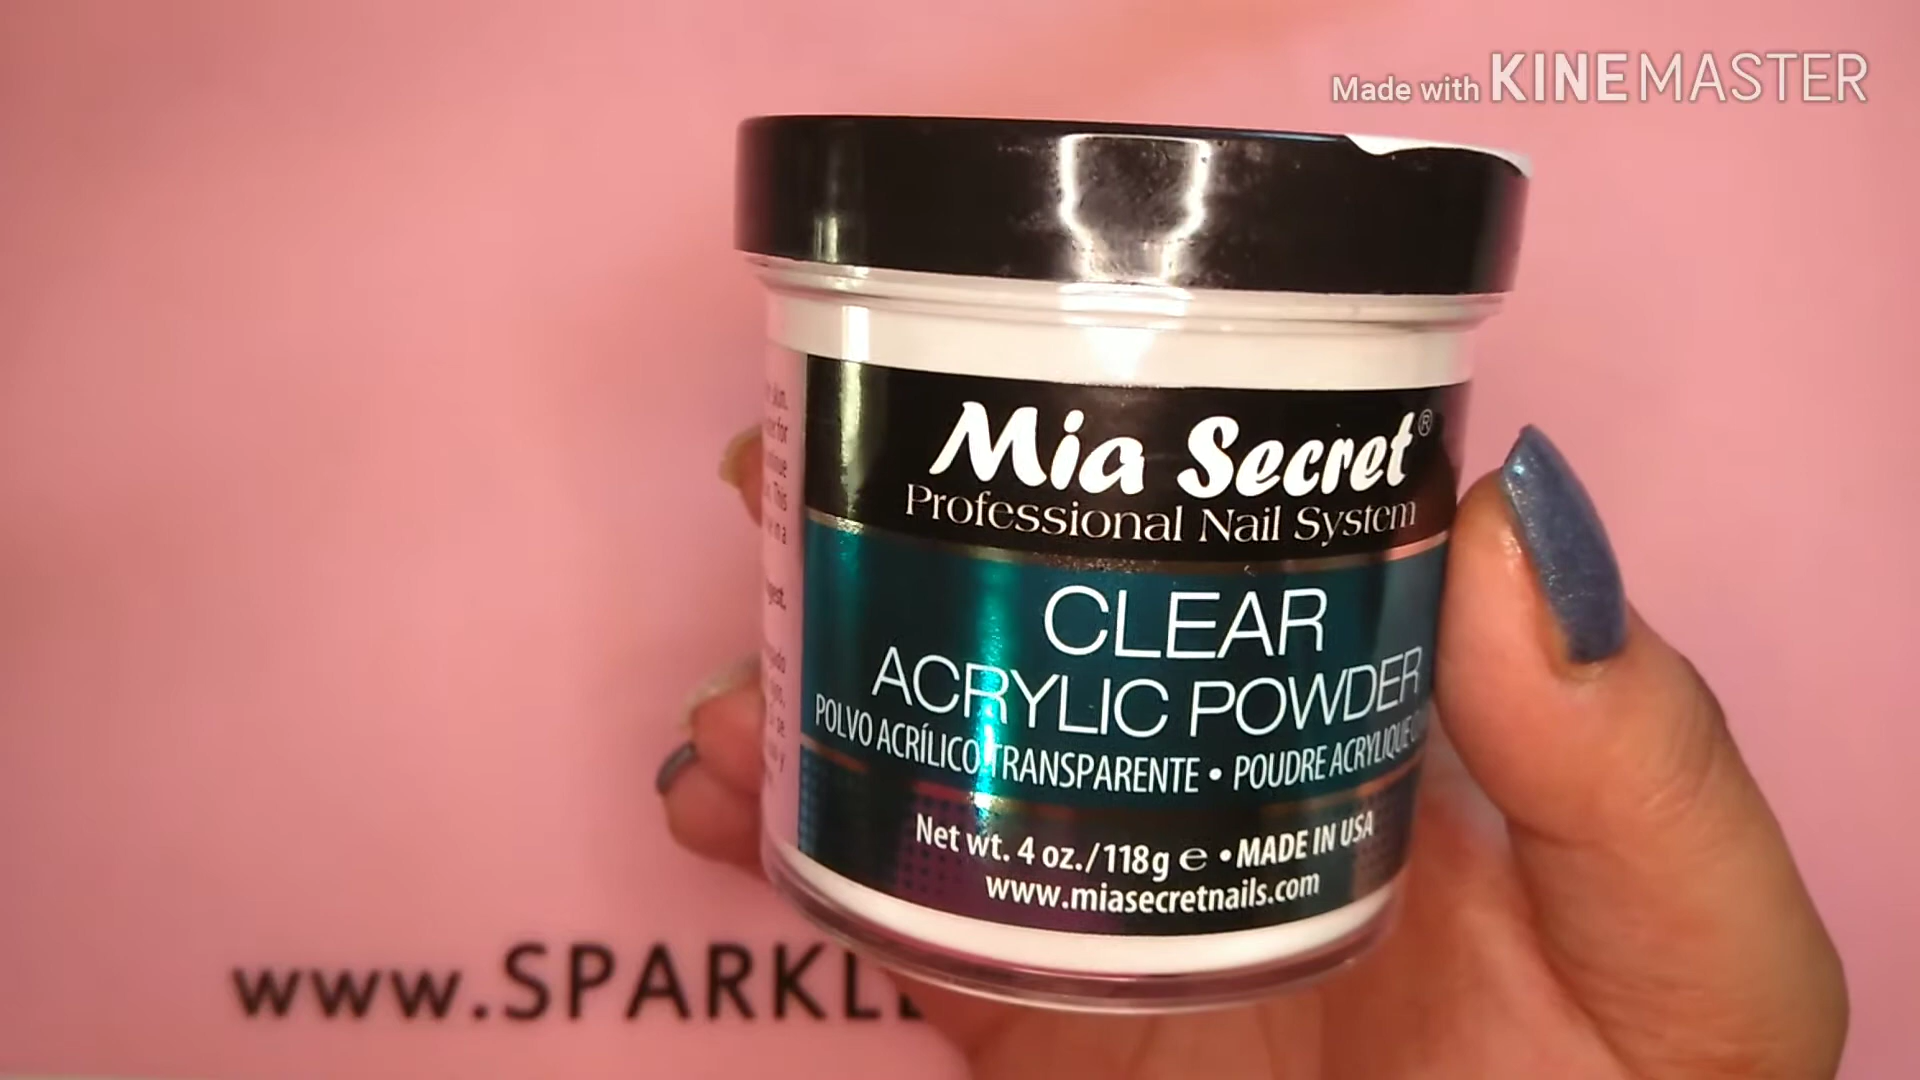 Made with KINEMASTER
Mia Secret®
Professional Nail System
CLEAR
ACRYLIC POWDER
POLVO ACRÍLICO TRANSPARENTE • POUDRE ACRYLIQUE
Net wt. 4 oz./118g ℮ • MADE IN USA
www.miasecretnails.com
www.SPARKLE